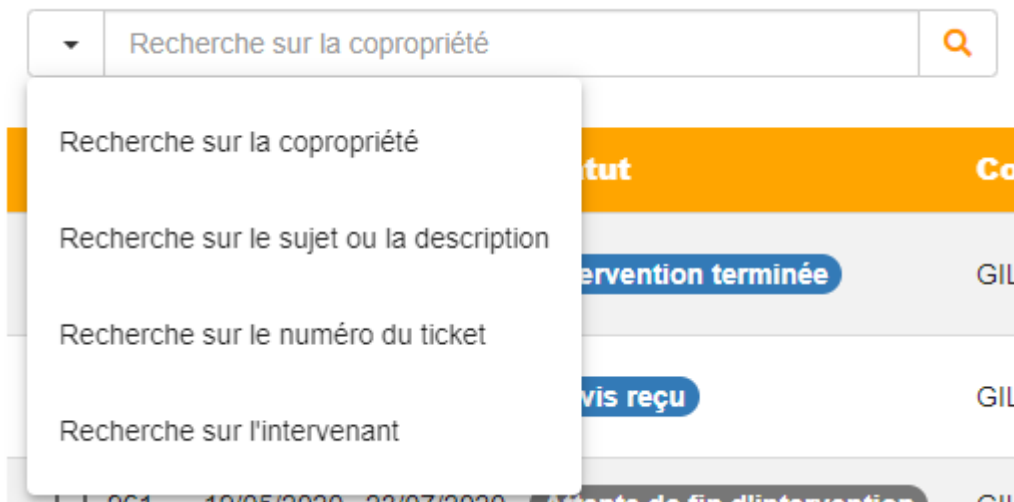 Recherche sur la copropriété
Recherche sur la copropriété
tut Co
Recherche sur le sujet ou la description
ervention terminée GIL
Recherche sur le numéro du ticket
vis reçu GIL
Recherche sur l'intervenant